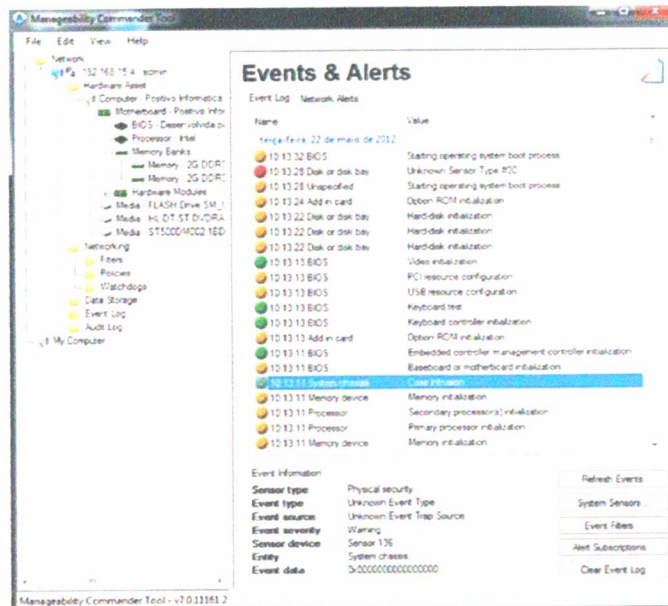 Manageability Commander Tool
File Edit View Help
Network
192.168.15.4 admin
Hardware Asset
Computer - Positivo Informatica
Motherboard - Positivo Infor
BIOS - Desenvolvida p
Processor - Intel
Memory Banks
Memory - 2G DDR
Memory - 2G DDR
Hardware Modules
Media - FLASH Drive SM_
Media - HL-DT-ST DVDRA
Media - ST500DM002-1BD
Networking
Filters
Policies
Watchdogs
Data Storage
Event Log
Audit Log
My Computer
Events & Alerts
Event Log Network Alerts
Name Value
terça-feira, 22 de maio de 2012
10:13:32 BIOS Starting operating system boot process
10:13:28 Disk or disk bay Unknown Sensor Type
10:13:28 Unspecified Starting operating system boot process
10:13:24 Add in card Option ROM initialization
10:13:22 Disk or disk bay Hard-disk initialization
10:13:22 Disk or disk bay Hard-disk initialization
10:13:22 Disk or disk bay Hard-disk initialization
10:13:13 BIOS Video initialization
10:13:13 BIOS PCI resource configuration
10:13:13 BIOS USB resource configuration
10:13:13 BIOS Keyboard test
10:13:13 BIOS Keyboard controller initialization
10:13:13 Add in card Option ROM initialization
10:13:11 BIOS Embedded controller management controller initialization
10:13:11 BIOS Baseboard or motherboard initialization
10:13:11 System chassis Case intrusion
10:13:11 Memory device Memory initialization
10:13:11 Processor Secondary processor(s) initialization
10:13:11 Processor Primary processor initialization
10:13:11 Memory device Memory initialization
Event Information
Sensor type Physical security
Event type Unknown Event Type
Event source Unknown Event Trap Source
Event severity Warning
Sensor device Sensor 136
Entity System chassis
Event data 0x0000000000000000
Refresh Events
System Sensors...
Event Filters
Alert Subscriptions
Clear Event Log
Manageability Commander Tool - v7.0.11161.2